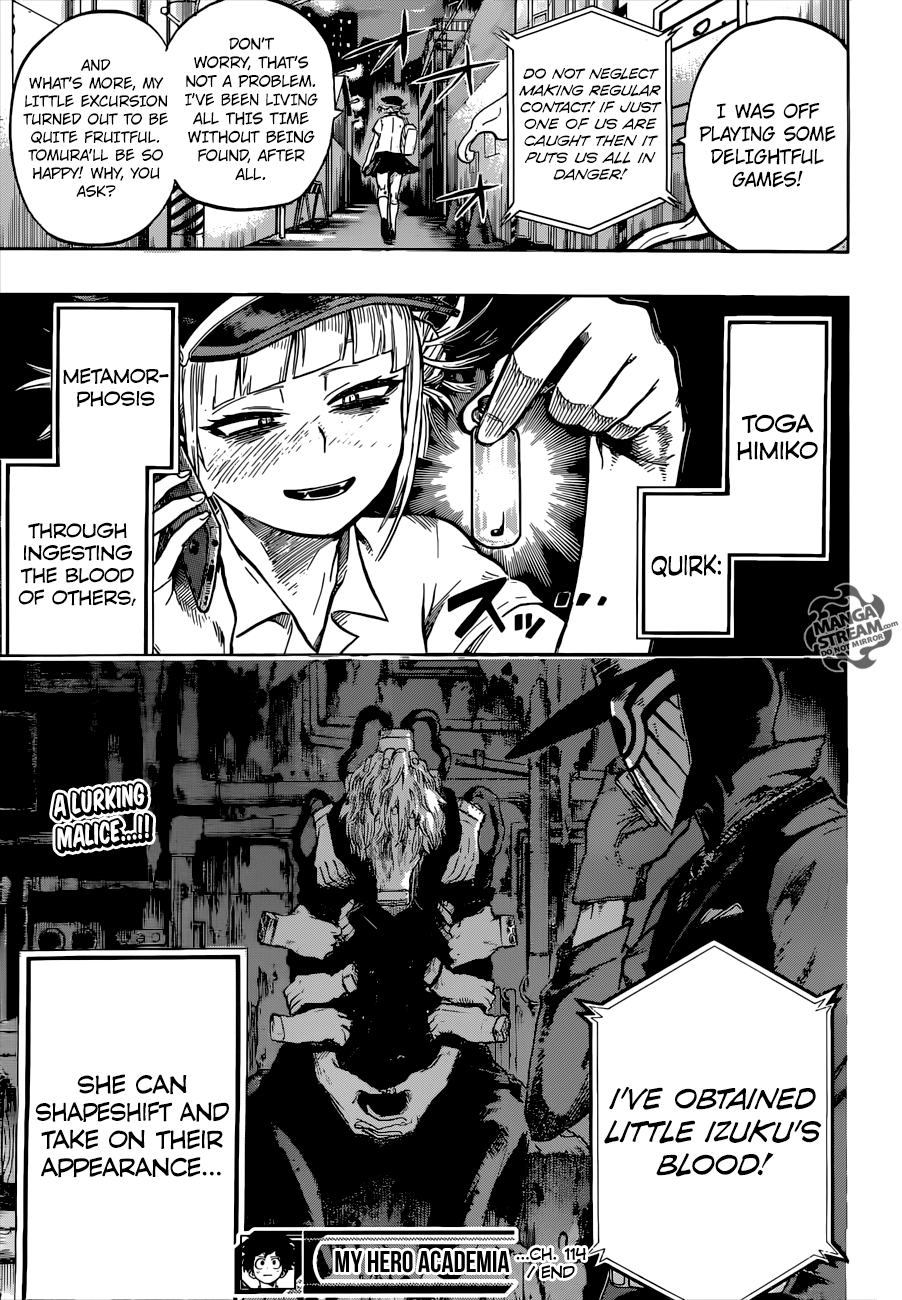 I WAS OFF
PLAYING SOME
DELIGHTFUL
GAMES!
DO NOT NEGLECT
MAKING REGULAR
CONTACT! IF JUST
ONE OF US ARE
CAUGHT THEN IT
PUTS US ALL IN
DANGER!
DON'T
WORRY, THAT'S
NOT A PROBLEM.
I'VE BEEN LIVING
ALL THIS TIME
WITHOUT BEING
FOUND, AFTER
ALL.
AND
WHAT'S MORE, MY
LITTLE EXCURSION
TURNED OUT TO BE
QUITE FRUITFUL.
TOMURA'LL BE SO
HAPPY! WHY, YOU
ASK?
TOGA
HIMIKO
QUIRK:
METAMOR-
PHOSIS
THROUGH
INGESTING
THE BLOOD
OF OTHERS,
スッ
MANGA
STREAM.com
DO NOT MIRROR
A LURKING
MALICE...!!
I'VE OBTAINED
LITTLE IZUKU'S
BLOOD!
SHE CAN
SHAPESHIFT AND
TAKE ON THEIR
APPEARANCE...
MY HERO ACADEMIA
...CH. 114
/ END